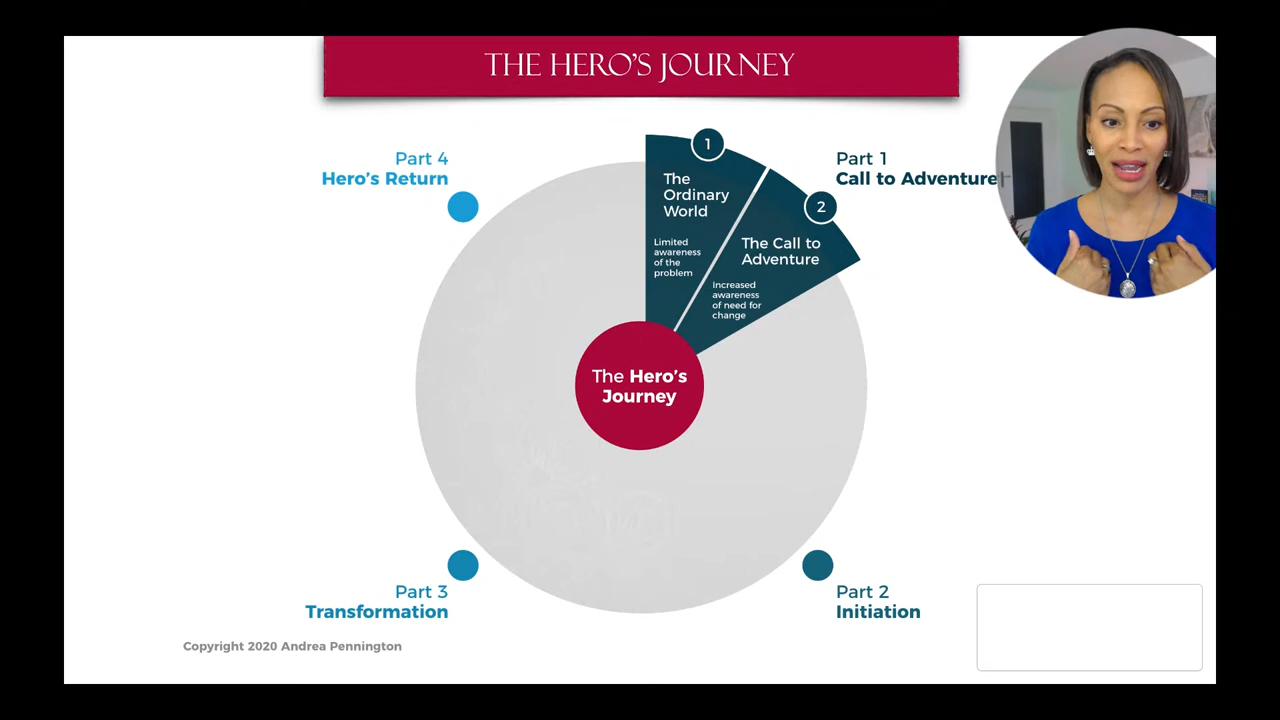 THE HERO'S JOURNEY
Part 4
Hero's Return
1
The
Ordinary
World
Limited
awareness
of the
problem
2
The Call to
Adventure
Increased
awareness
of need for
change
Part 1
Call to Adventure
The Hero's
Journey
Part 3
Transformation
Part 2
Initiation
Copyright 2020 Andrea Pennington